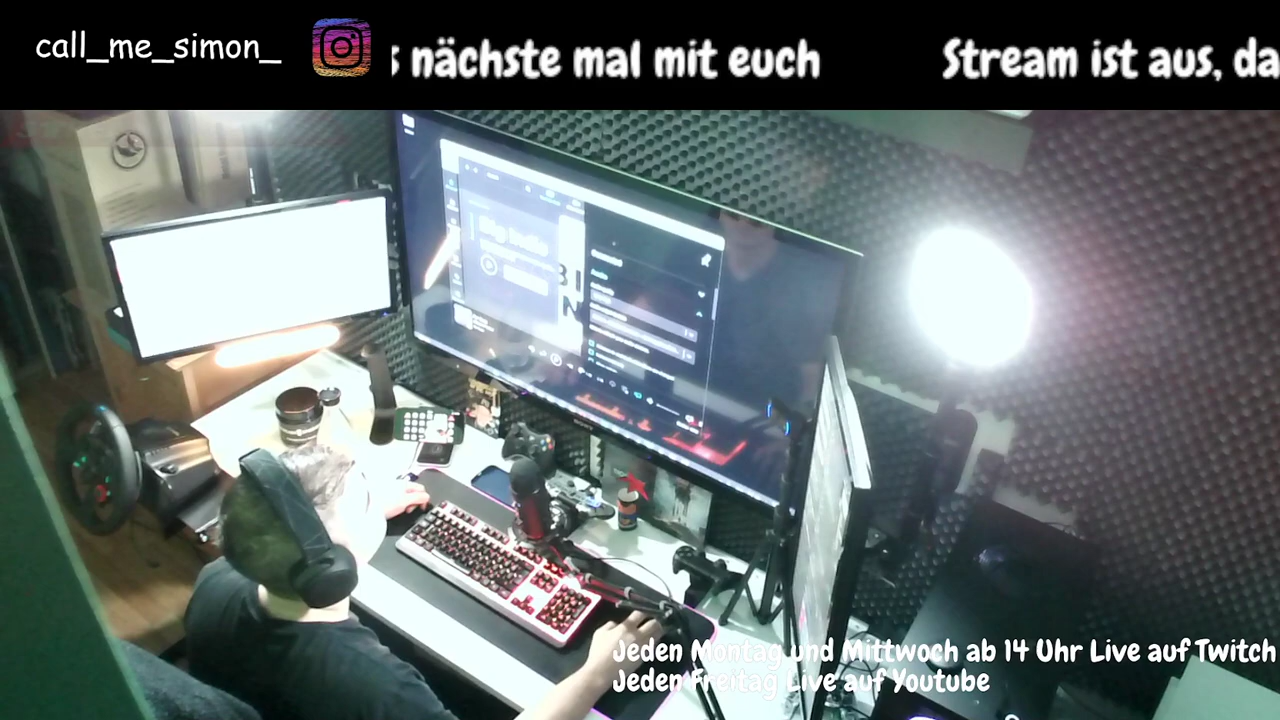 call_me_simon_
s nächste mal mit euch
Stream ist aus, da
Jeden Montag und Mittwoch ab 14 Uhr Live auf Twitch
Jeden Freitag Live auf Youtube